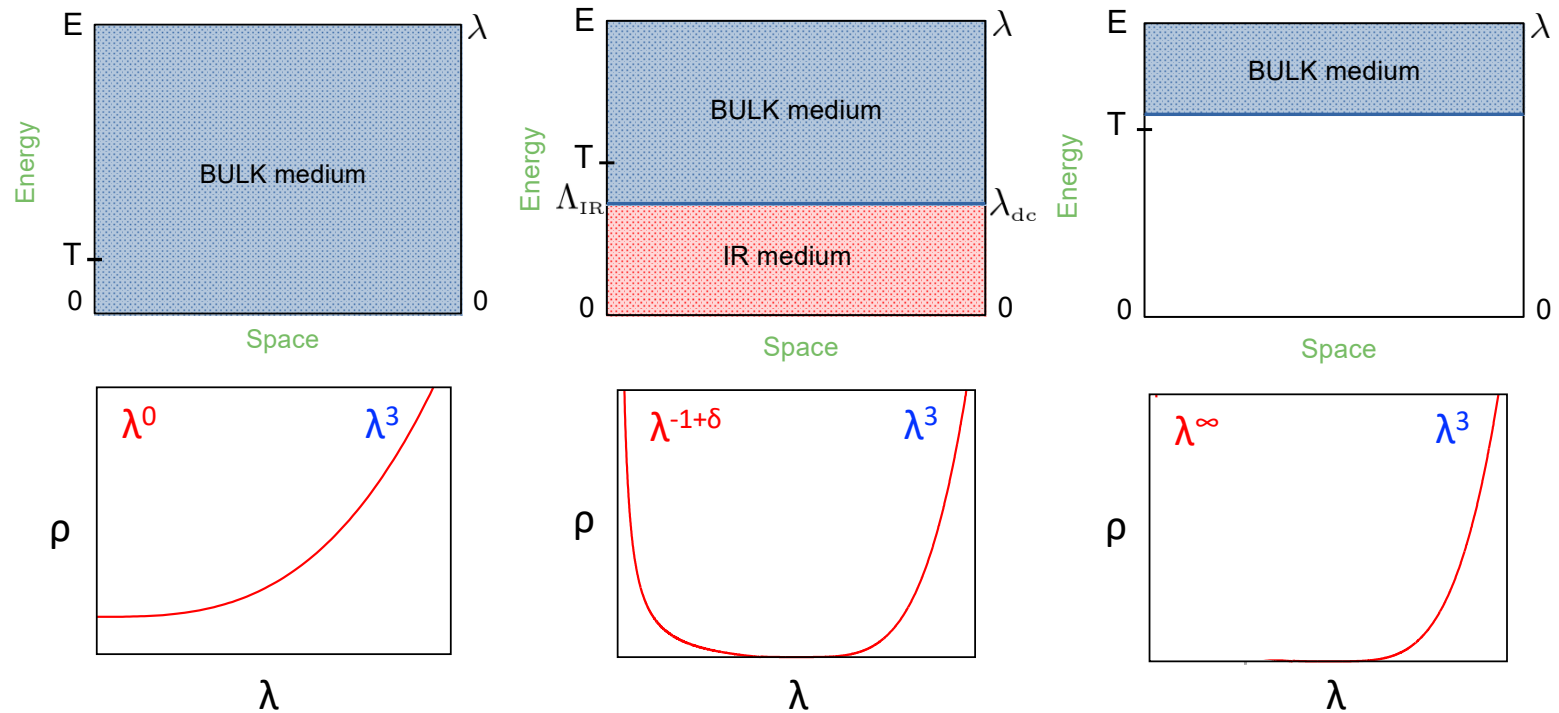 E
λ
BULK medium
Energy
T
0
0
Space
E
λ
BULK medium
Energy
T
Λ_IR
λ_dc
IR medium
0
0
Space
E
λ
BULK medium
Energy
T
0
0
Space
λ⁰
λ³
ρ
λ
λ⁻¹⁺ᵟ
λ³
ρ
λ
λ^∞
λ³
ρ
λ